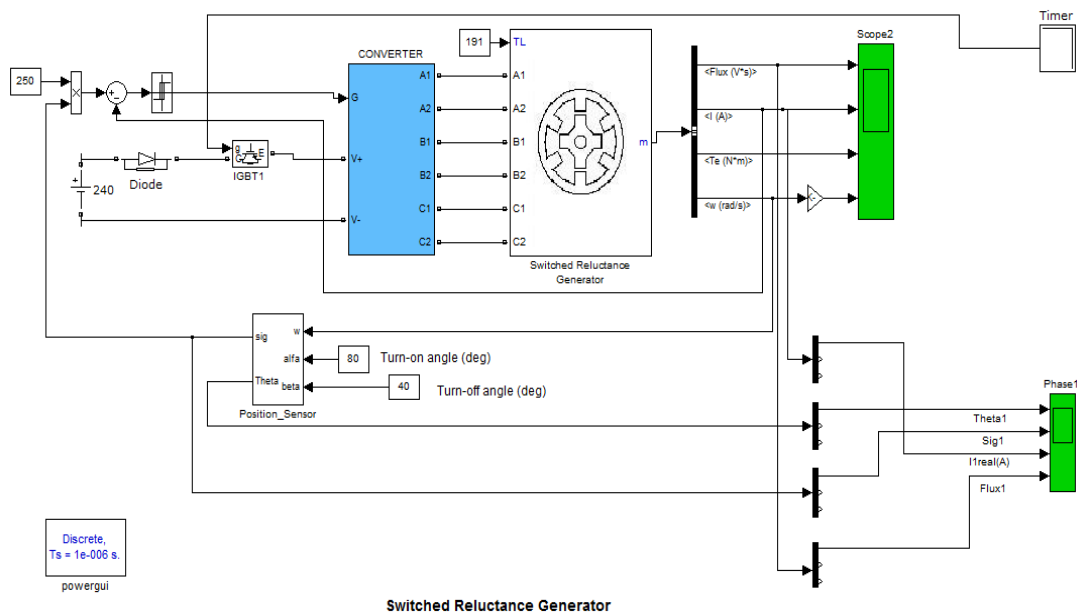 Timer
Scope2
CONVERTER
191
TL
250
<Flux (V*s)>
A1
A1
G
A2
A2
<I (A)>
B1
B1
m
g
C
E
V+
<Te (N*m)>
Diode
IGBT1
B2
B2
+
240
<w (rad/s)>
C1
C1
V-
C2
C2
Switched Reluctance
Generator
sig
w
alfa
80
Turn-on angle (deg)
Theta
beta
40
Turn-off angle (deg)
Position_Sensor
Phase1
Theta1
Sig1
I1real(A)
Flux1
Discrete,
Ts = 1e-006 s.
powergui
Switched Reluctance Generator